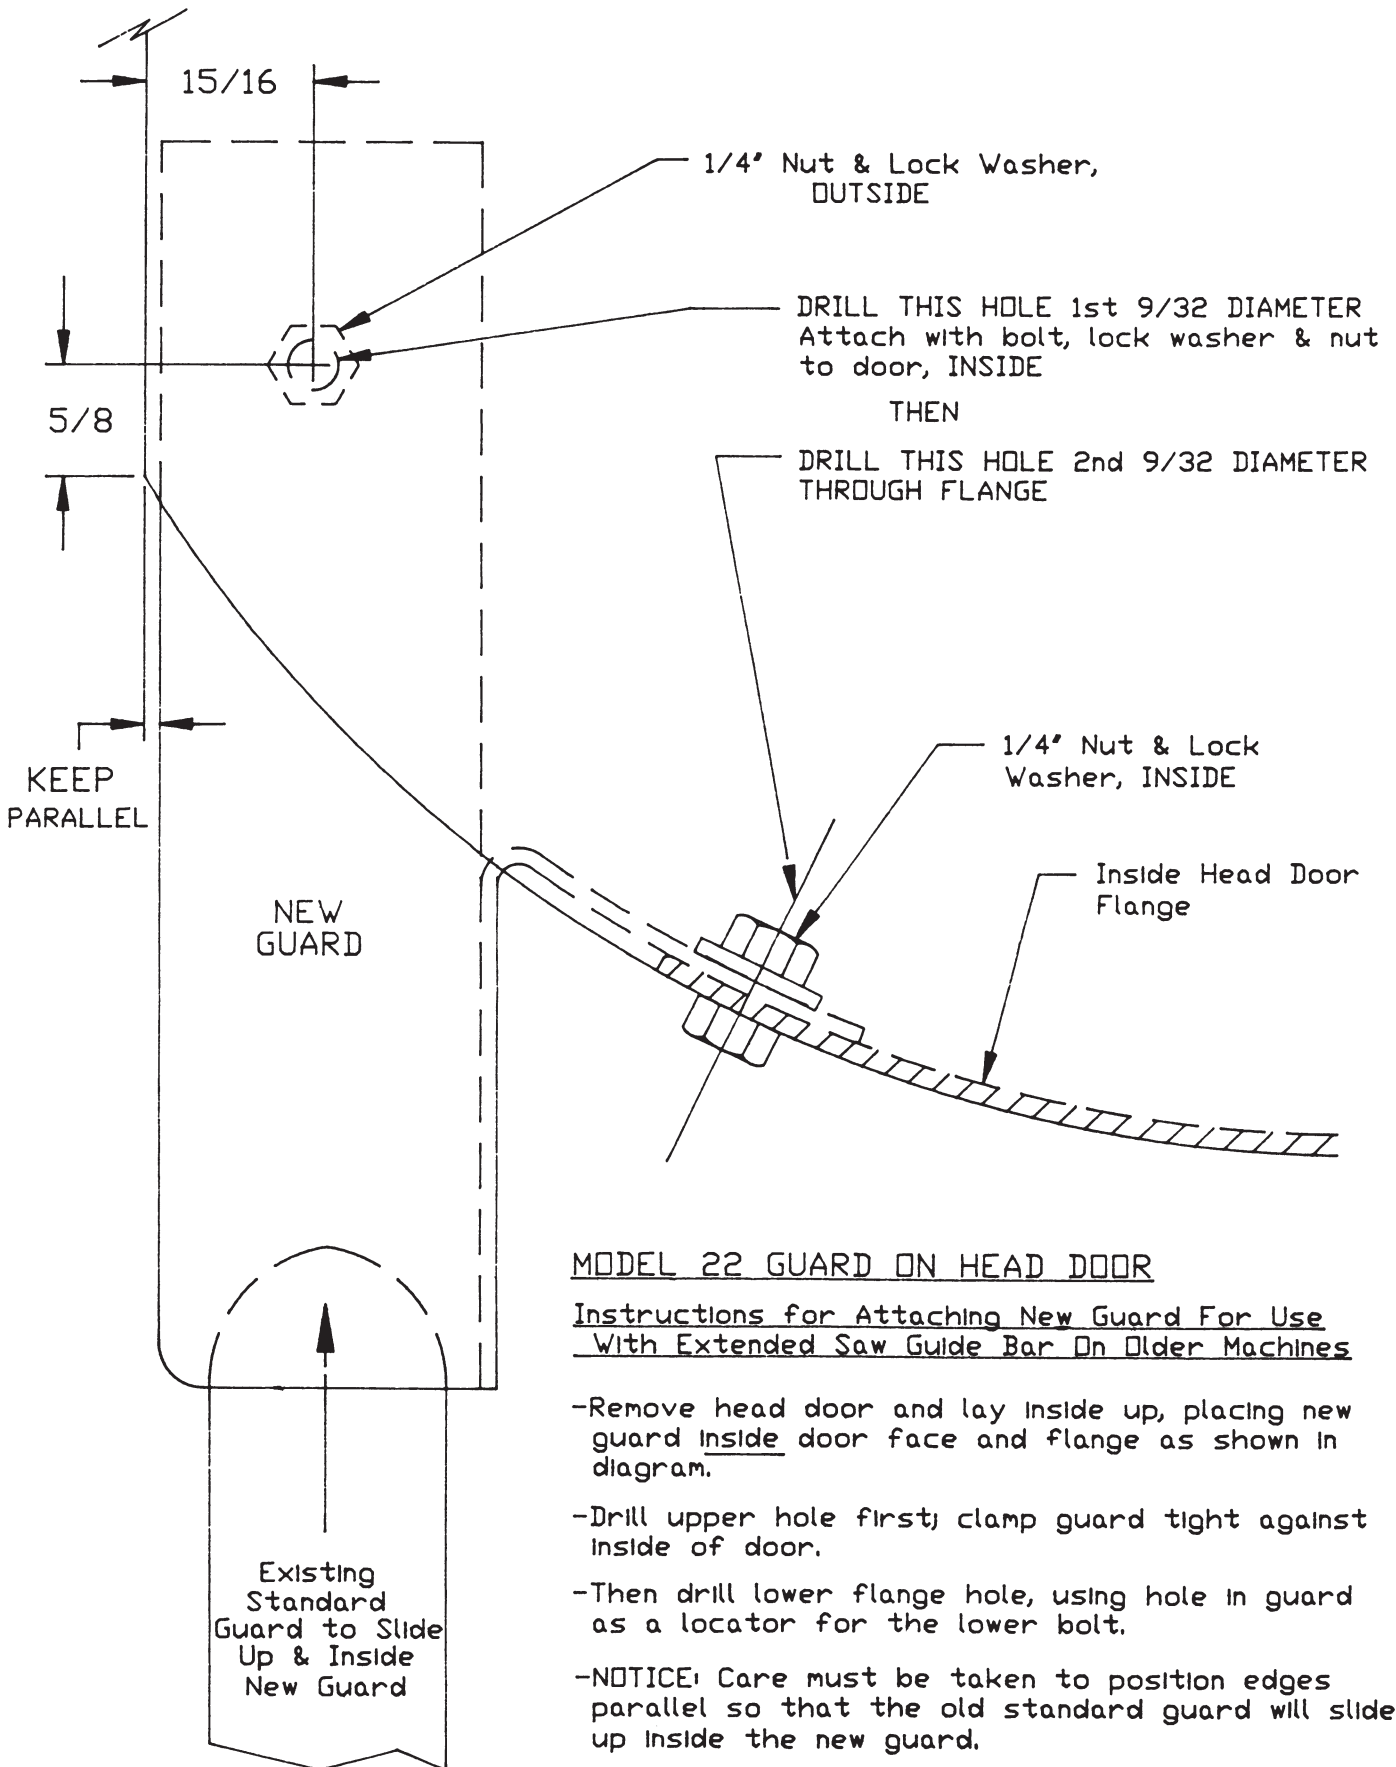 15/16
1/4" Nut & Lock Washer,
OUTSIDE
DRILL THIS HOLE 1st 9/32 DIAMETER
Attach with bolt, lock washer & nut
to door, INSIDE
THEN
5/8
DRILL THIS HOLE 2nd 9/32 DIAMETER
THROUGH FLANGE
KEEP
PARALLEL
1/4" Nut & Lock
Washer, INSIDE
Inside Head Door
Flange
NEW
GUARD
MODEL 22 GUARD ON HEAD DOOR
Instructions for Attaching New Guard For Use
With Extended Saw Guide Bar On Older Machines
-Remove head door and lay inside up, placing new
guard inside door face and flange as shown in
diagram.
-Drill upper hole first; clamp guard tight against
inside of door.
-Then drill lower flange hole, using hole in guard
as a locator for the lower bolt.
-NOTICE: Care must be taken to position edges
parallel so that the old standard guard will slide
up inside the new guard.
Existing
Standard
Guard to Slide
Up & Inside
New Guard